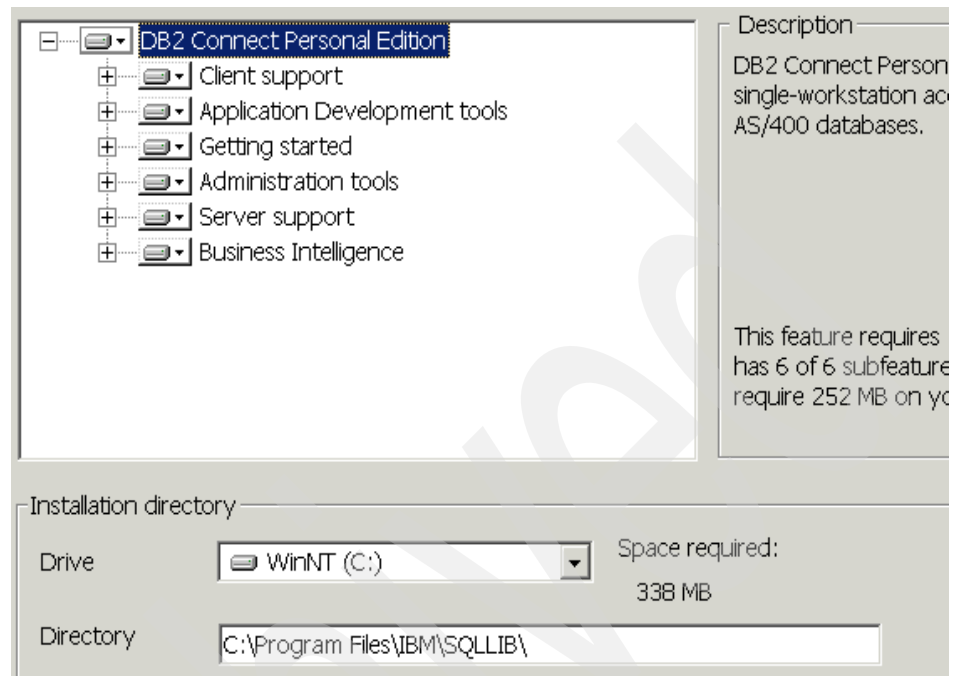 DB2 Connect Personal Edition
Client support
Application Development tools
Getting started
Administration tools
Server support
Business Intelligence
Description
DB2 Connect Person
single-workstation acc
AS/400 databases.
This feature requires
has 6 of 6 subfeature
require 252 MB on yo
Installation directory
Drive
WinNT (C:)
Space required:
338 MB
Directory
C:\Program Files\IBM\SQLLIB\